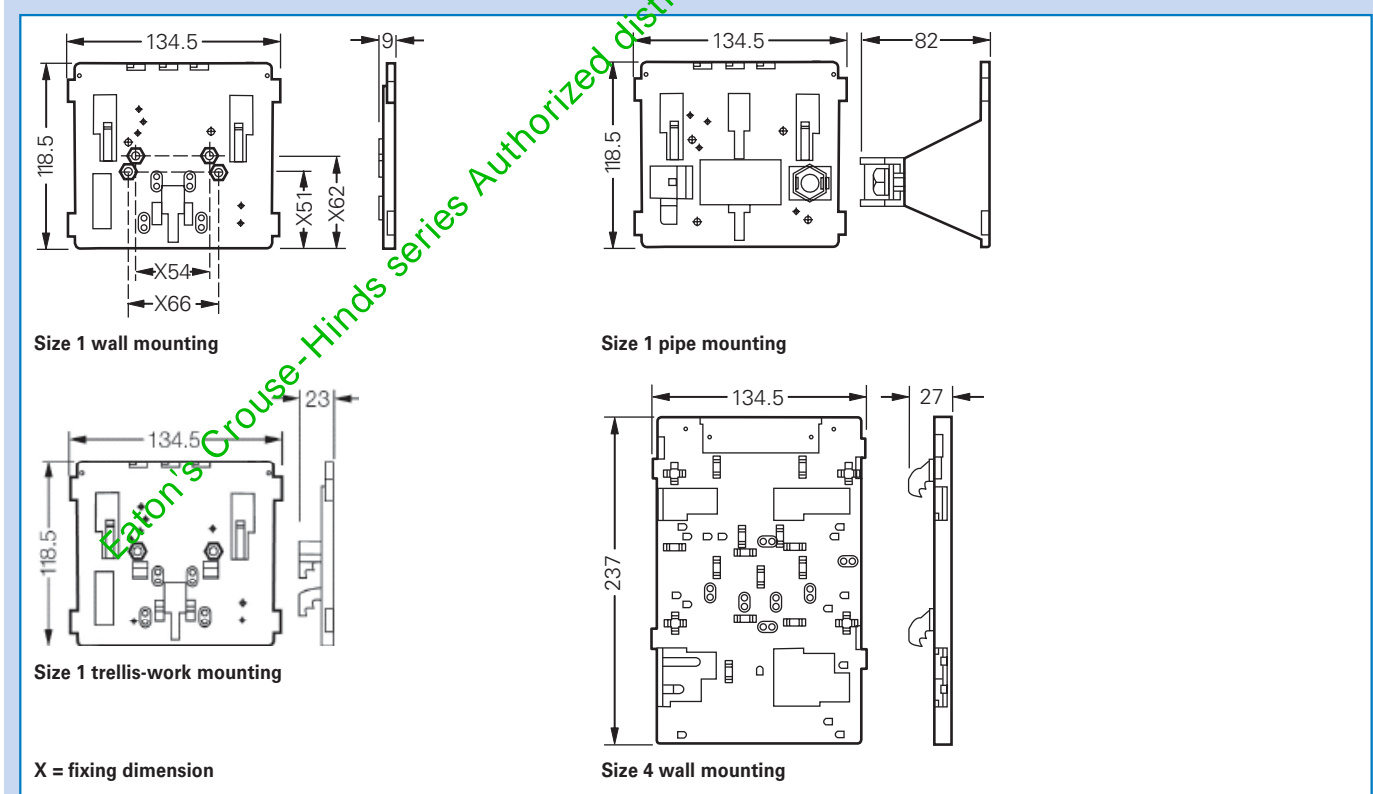 134.5
9
118.5
X51
X62
X54
X66
Size 1 wall mounting
134.5
82
118.5
Size 1 pipe mounting
23
134.5
118.5
Size 1 trellis-work mounting
134.5
27
237
Size 4 wall mounting
X = fixing dimension
Eaton's Crouse-Hinds series Authorized dist